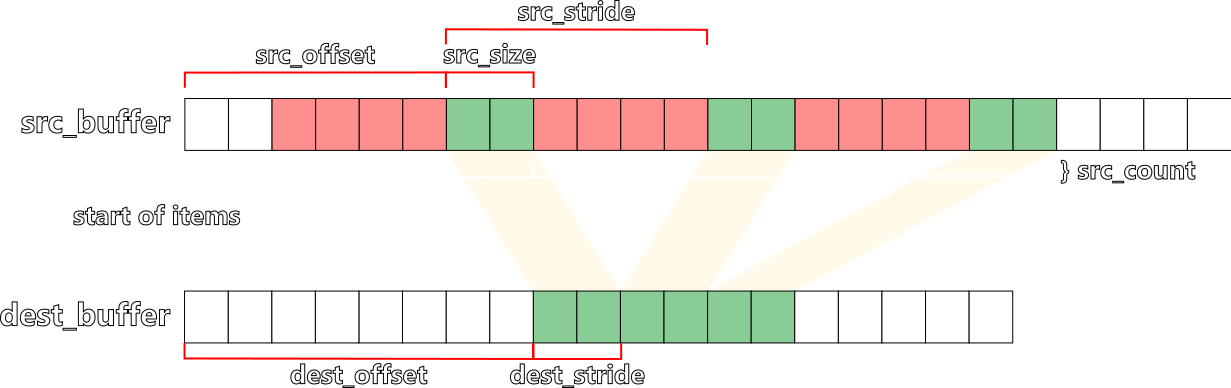 src_stride
src_offset
src_size
src_buffer
} src_count
start of items
dest_buffer
dest_offset
dest_stride